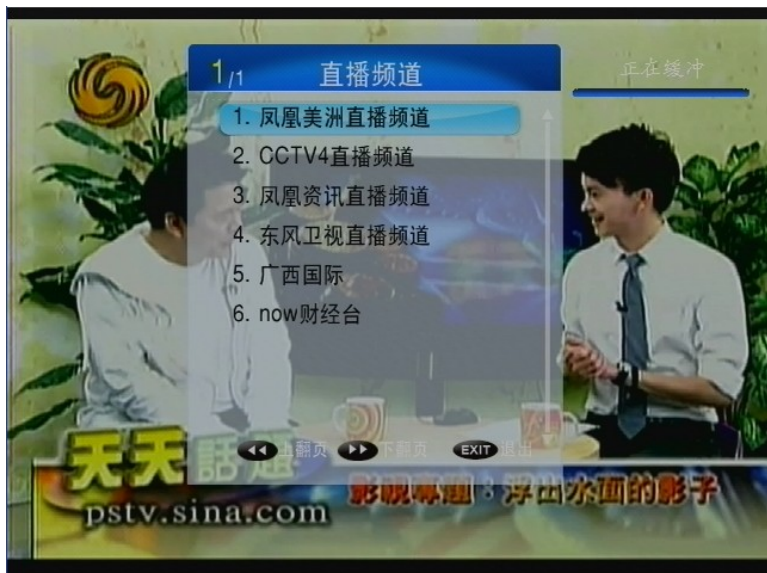 1/1 直播频道
正在缓冲
1. 凤凰美洲直播频道
2. CCTV4直播频道
3. 凤凰资讯直播频道
4. 东风卫视直播频道
5. 广西国际
6. now财经台
上翻页 下翻页 EXIT 退出
天天話題
影視專題：浮出水面的影子
pstv.sina.com